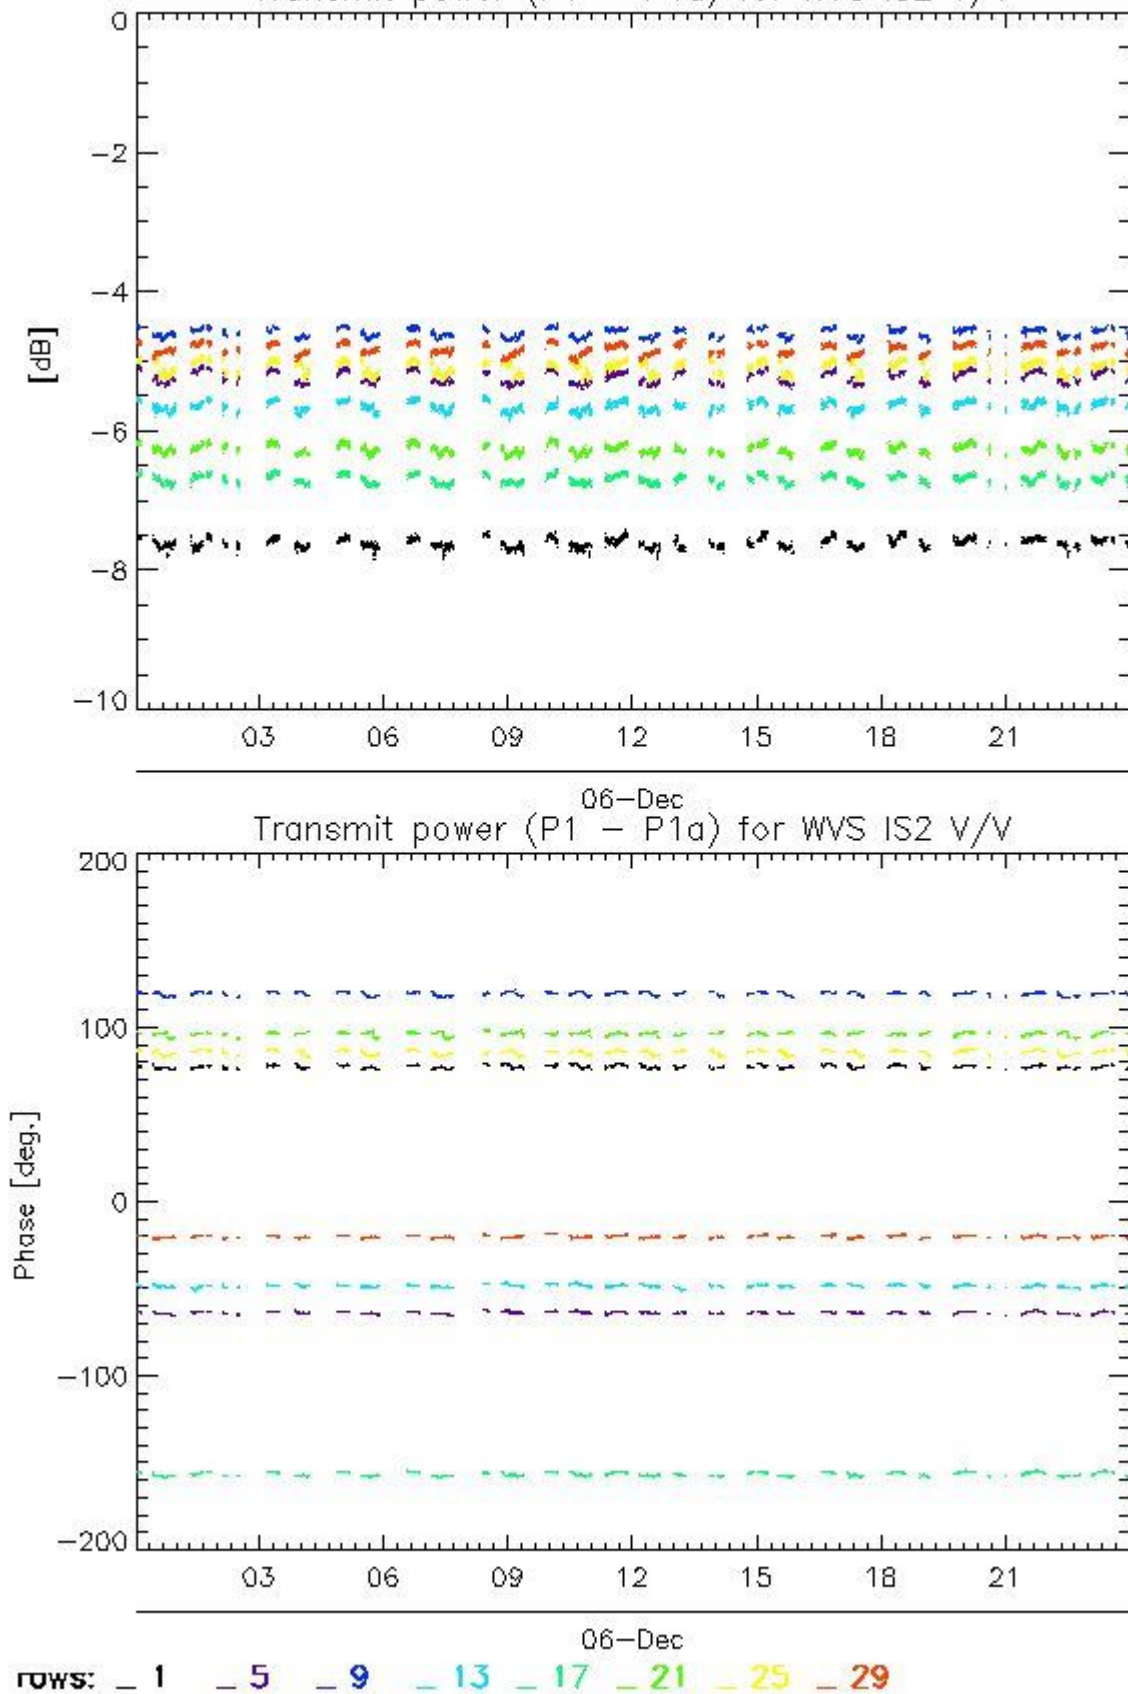 0
−2
−4
[dB]
−6
−8
−10
03 06 09 12 15 18 21
06−Dec
Transmit power (P1 − P1a) for WVS IS2 V/V
200
100
Phase [deg.]
0
−100
−200
03 06 09 12 15 18 21
06−Dec
rows: _ 1 _ 5 _ 9 _ 13 _ 17 _ 21 _ 25 _ 29